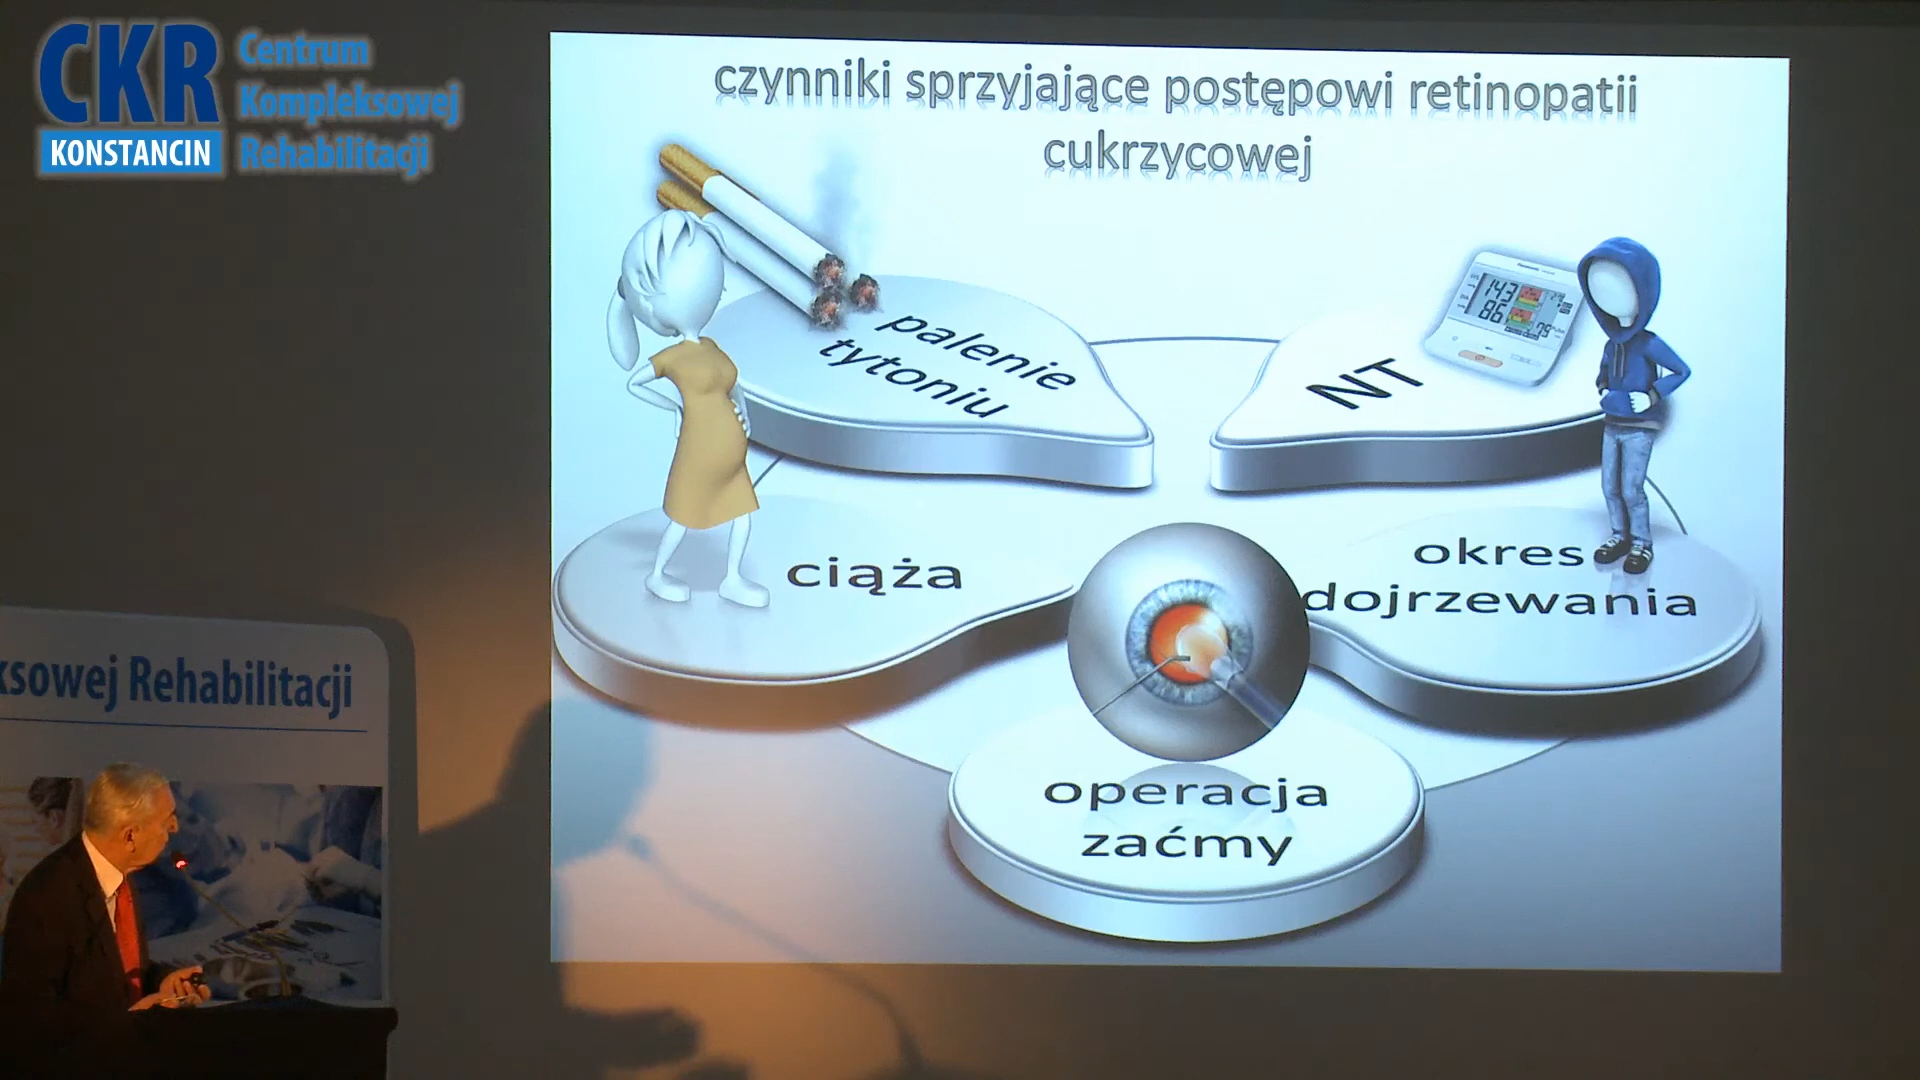 CKR
KONSTANCIN
Centrum
Kompleksowej
Rehabilitacji
czynniki sprzyjające postępowi retinopatii
cukrzycowej
palenie
tytoniu
NT
143
86
79
ciąża
okres
dojrzewania
operacja
zaćmy
ksowej Rehabilitacji